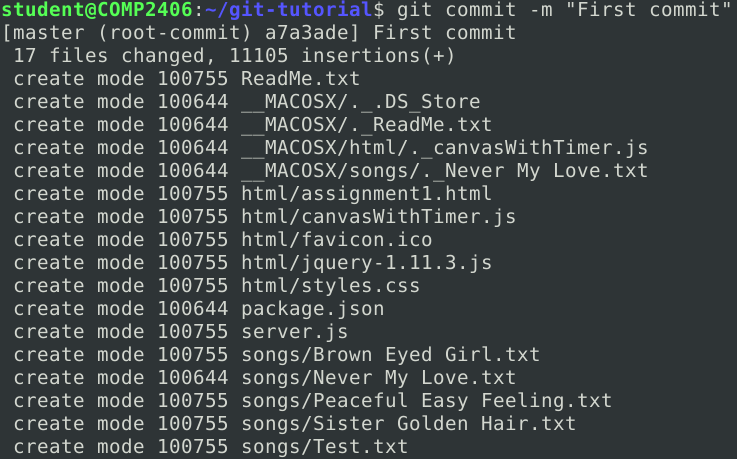 student@COMP2406:~/git-tutorial$ git commit -m "First commit"
[master (root-commit) a7a3ade] First commit
 17 files changed, 11105 insertions(+)
 create mode 100755 ReadMe.txt
 create mode 100644 __MACOSX/._.DS_Store
 create mode 100644 __MACOSX/._ReadMe.txt
 create mode 100644 __MACOSX/html/._canvasWithTimer.js
 create mode 100644 __MACOSX/songs/._Never My Love.txt
 create mode 100755 html/assignment1.html
 create mode 100755 html/canvasWithTimer.js
 create mode 100755 html/favicon.ico
 create mode 100755 html/jquery-1.11.3.js
 create mode 100755 html/styles.css
 create mode 100644 package.json
 create mode 100755 server.js
 create mode 100755 songs/Brown Eyed Girl.txt
 create mode 100644 songs/Never My Love.txt
 create mode 100755 songs/Peaceful Easy Feeling.txt
 create mode 100755 songs/Sister Golden Hair.txt
 create mode 100755 songs/Test.txt